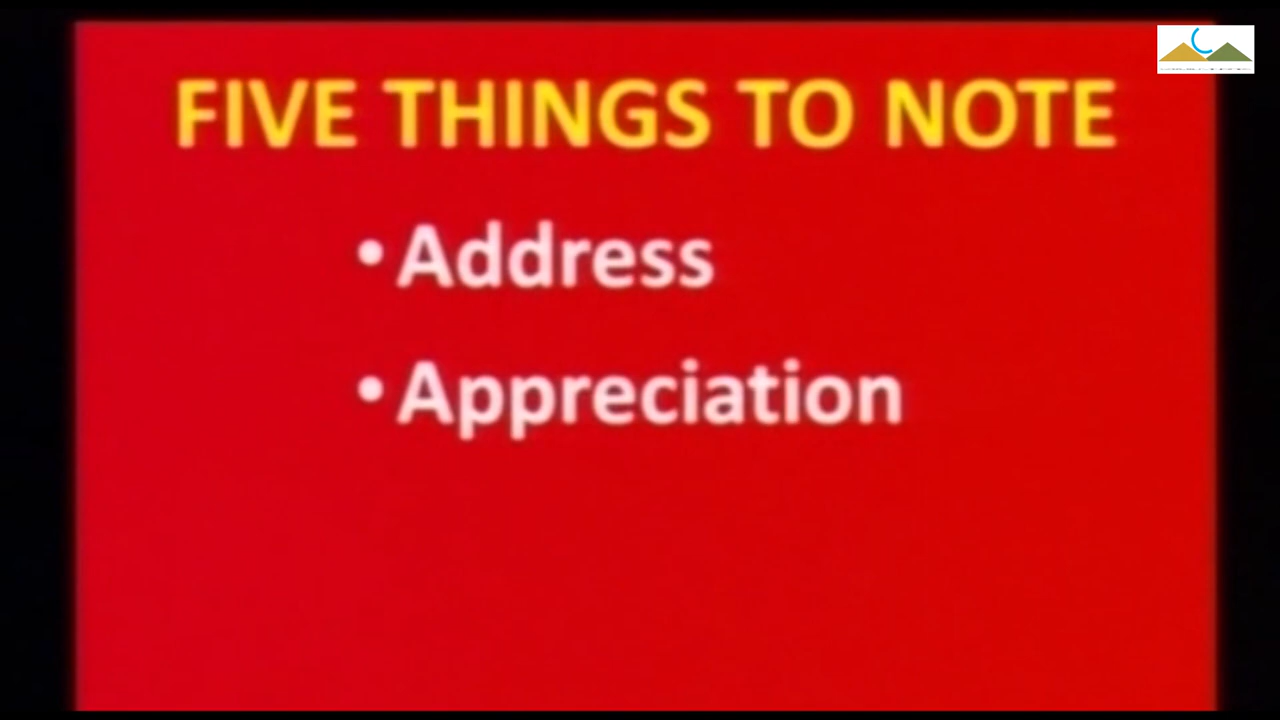 FIVE THINGS TO NOTE
• Address
• Appreciation